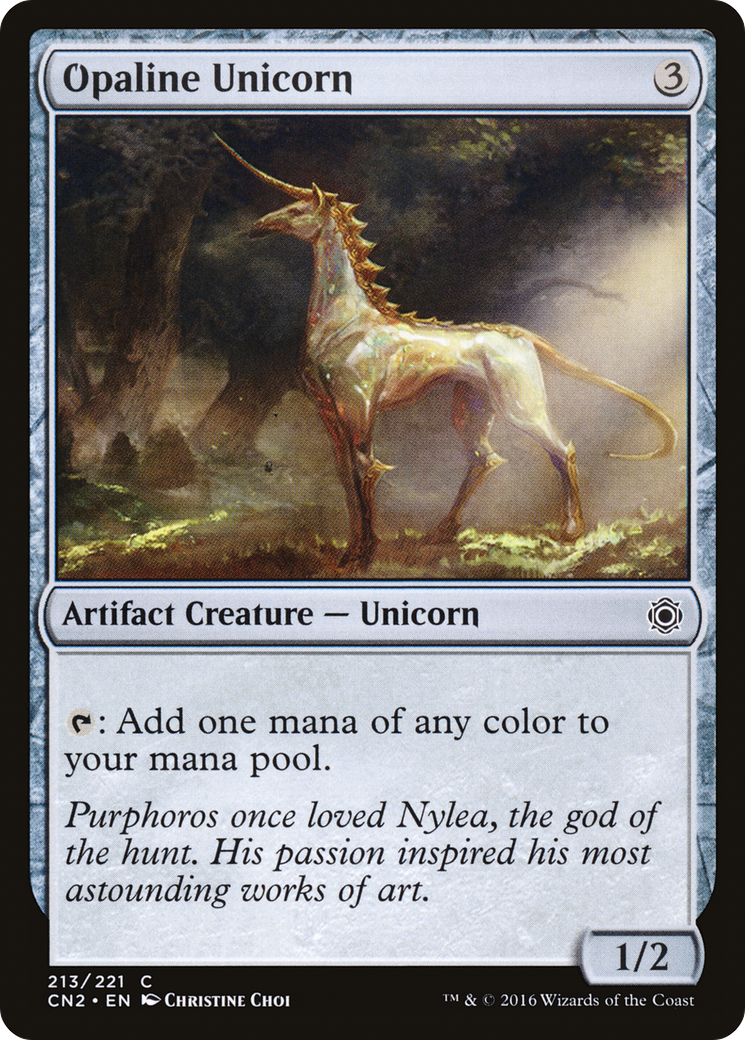 Opaline Unicorn 3
Artifact Creature — Unicorn
: Add one mana of any color to
your mana pool.
Purphoros once loved Nylea, the god of
the hunt. His passion inspired his most
astounding works of art.
1/2
213/221 C
CN2 • EN Christine Choi
™ & © 2016 Wizards of the Coast